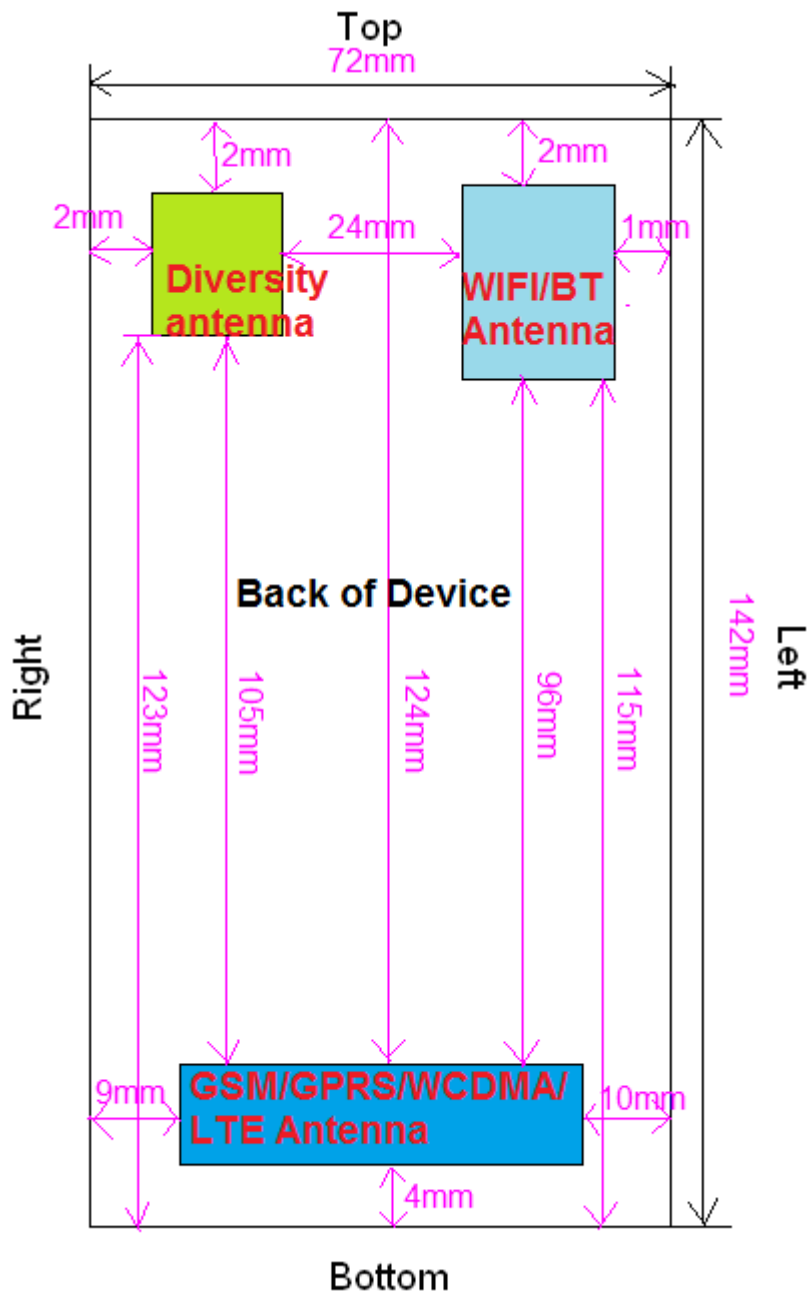 Top
72mm
2mm
2mm
2mm
24mm
1mm
Diversity
antenna
WIFI/BT
Antenna
Back of Device
Right
123mm
105mm
124mm
96mm
115mm
142mm
Left
GSM/GPRS/WCDMA/
LTE Antenna
9mm
10mm
4mm
Bottom